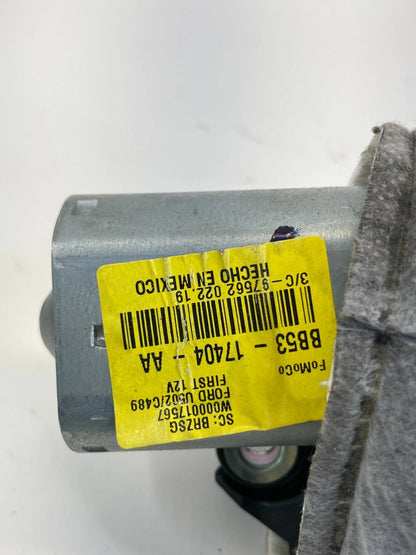 FoMoCo
BB53 - 17404 - AA
3/C-97662 022 19
HECHO EN MEXICO
SC: BRZSG
W000017567
FORD U502/C489
FIRST 12V